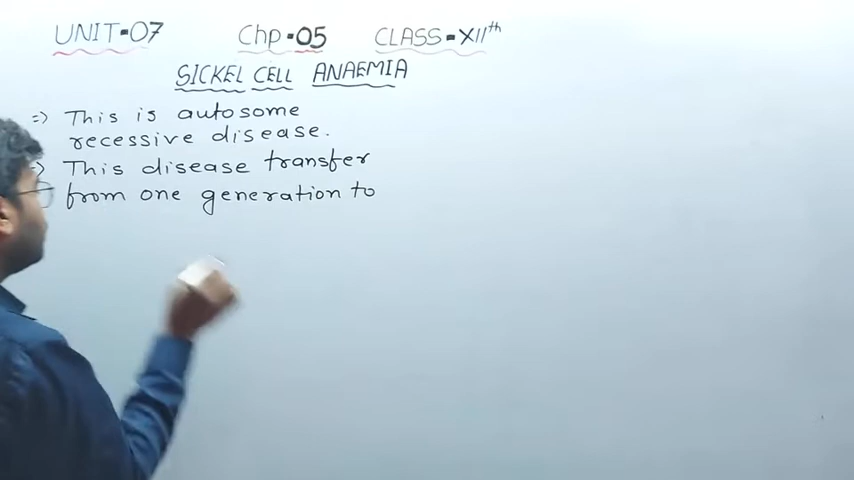 UNIT-07 Chp-05 CLASS-XIIth
SICKEL CELL ANAEMIA
=> This is autosome
recessive disease.
=> This disease transfer
from one generation to